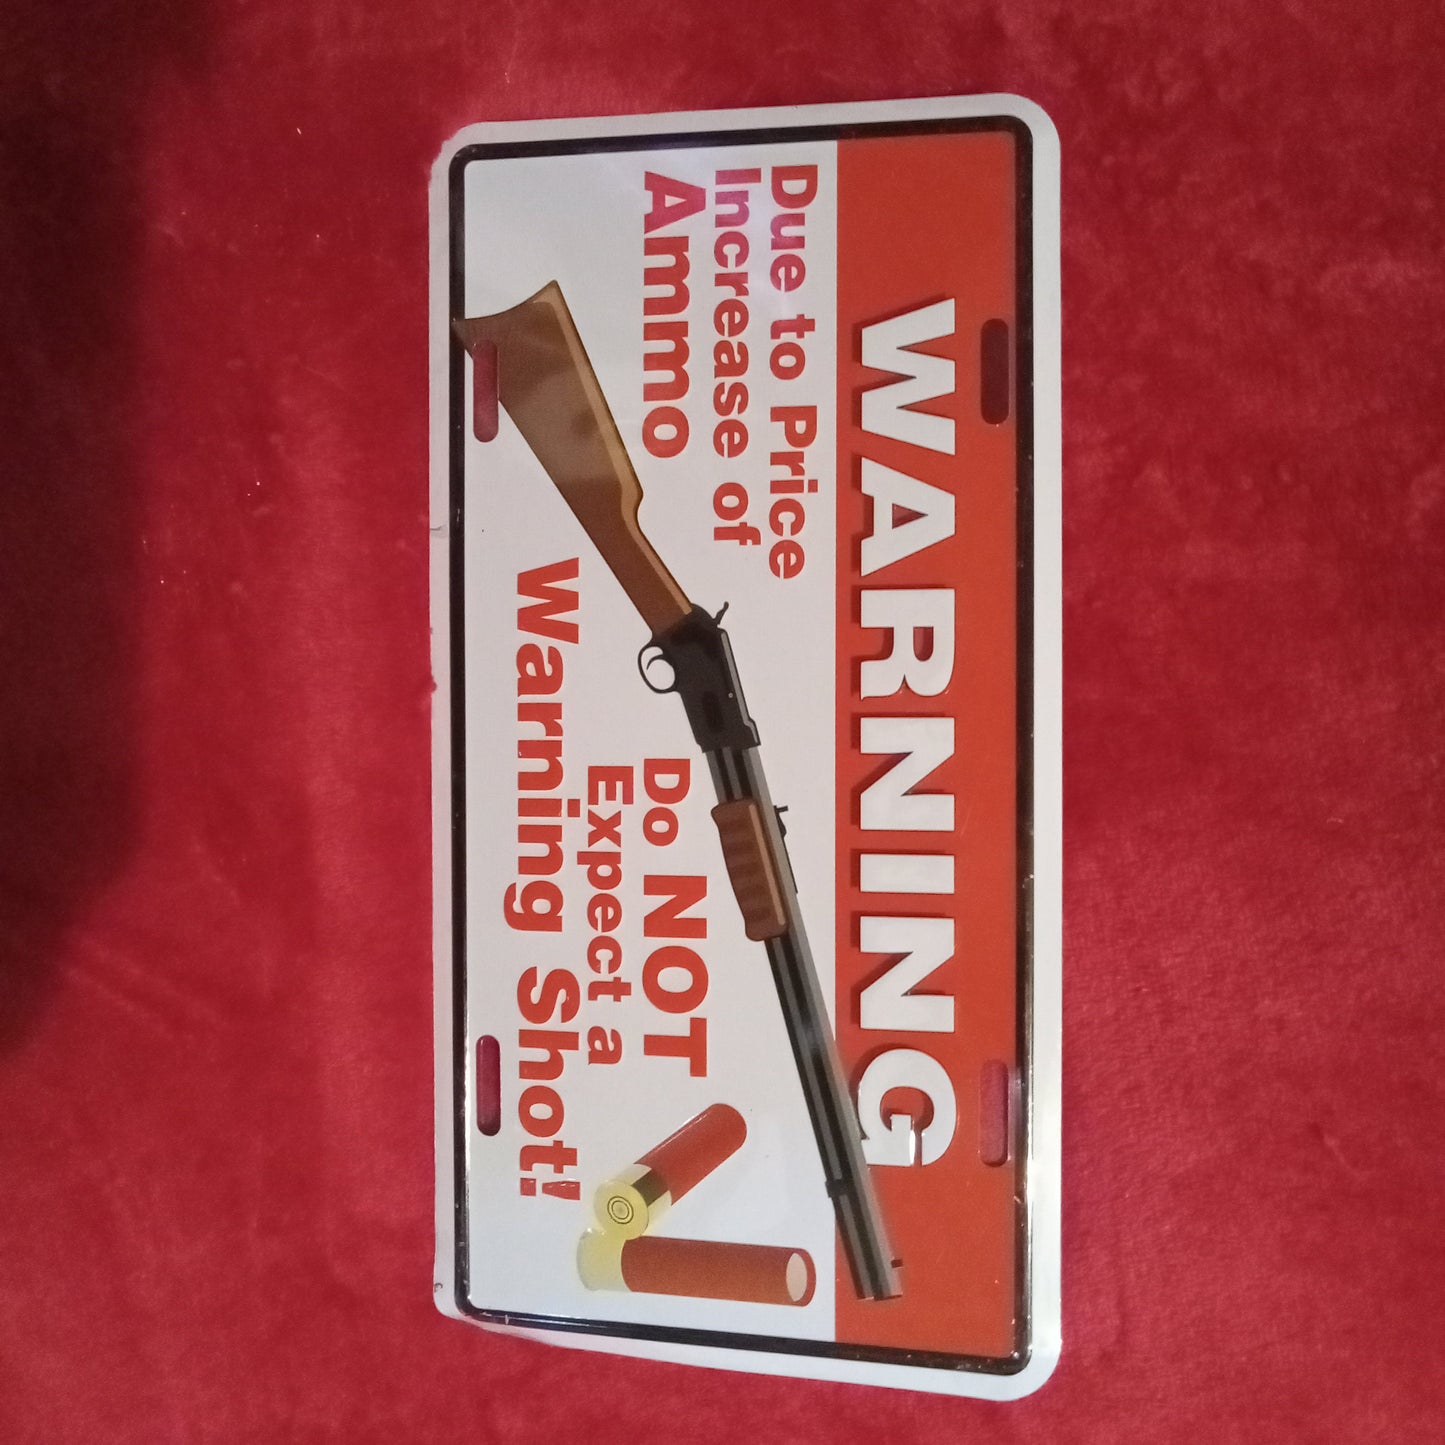 WARNING
Due to Price
Increase of
Ammo
Do NOT
Expect a
Warning Shot!